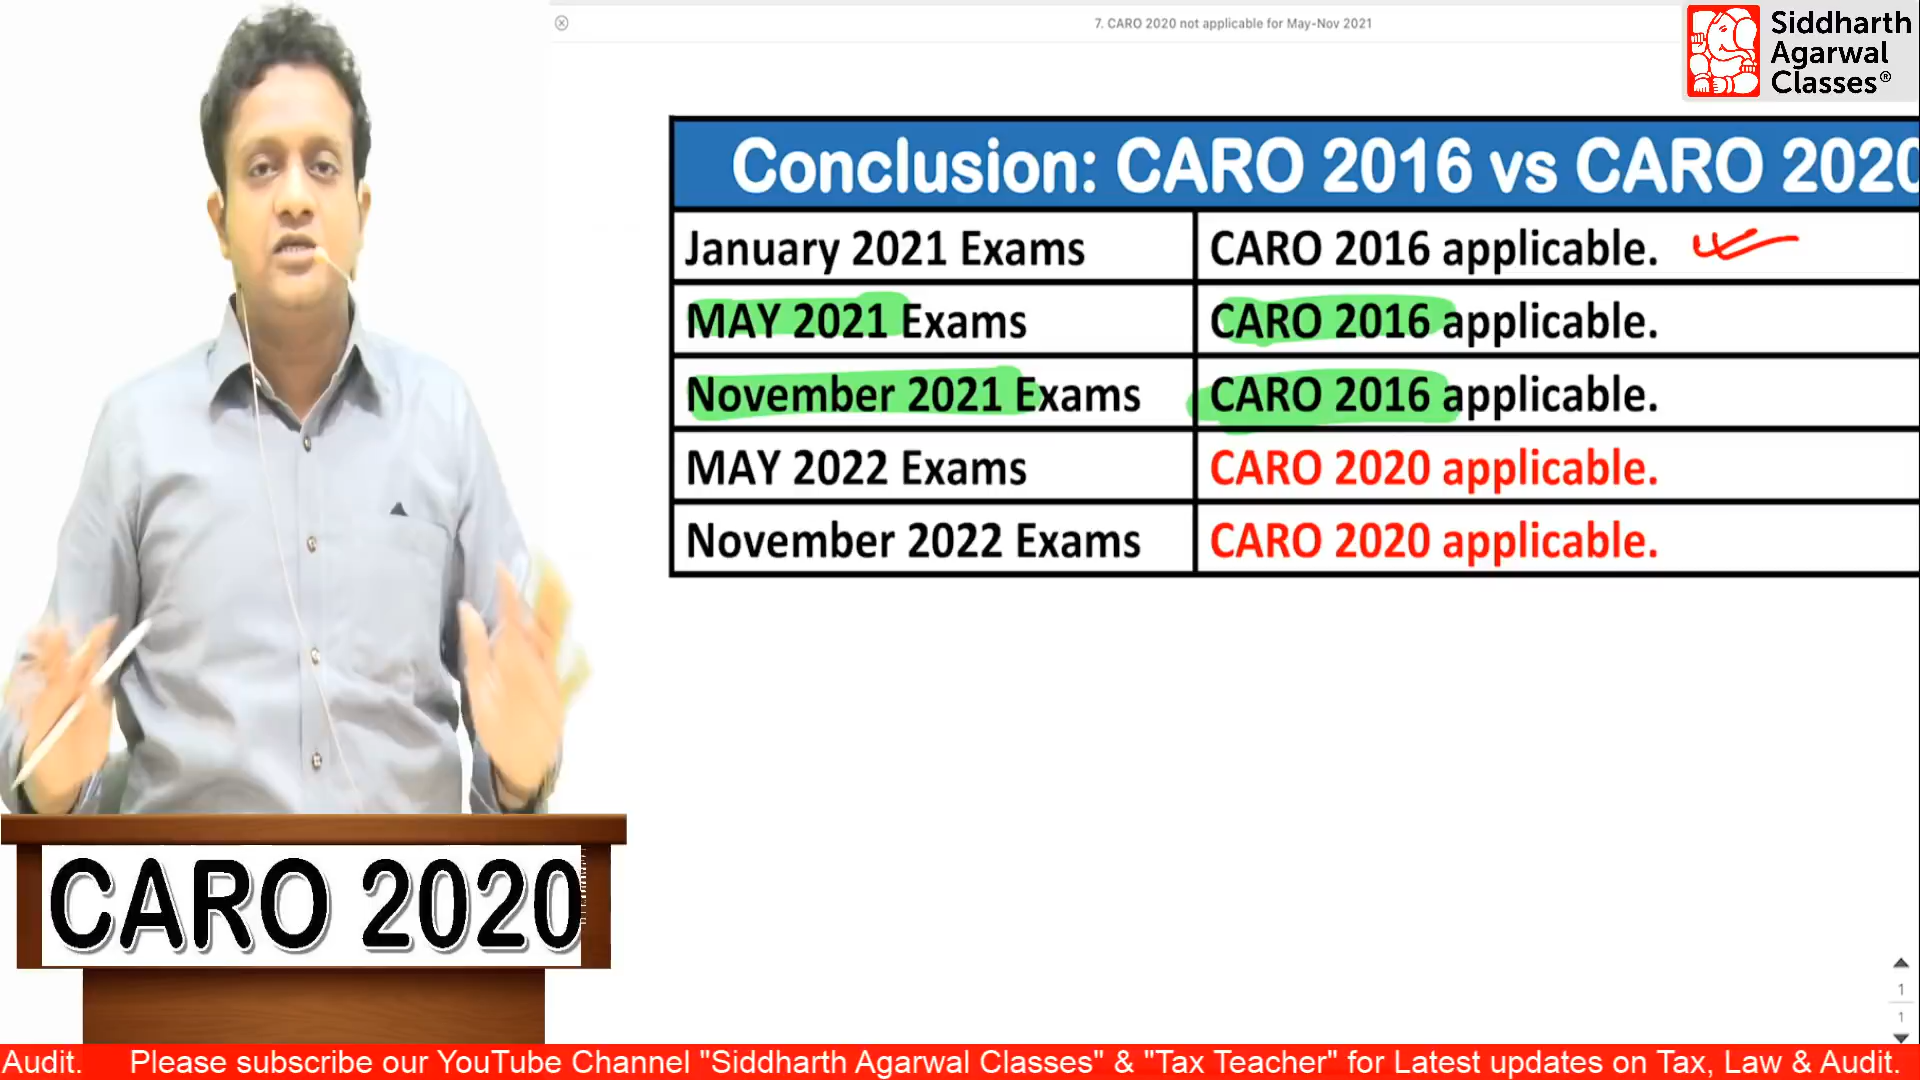 7. CARO 2020 not applicable for May-Nov 2021
Siddharth
Agarwal
Classes®
Conclusion: CARO 2016 vs CARO 2020
January 2021 Exams CARO 2016 applicable.
MAY 2021 Exams CARO 2016 applicable.
November 2021 Exams CARO 2016 applicable.
MAY 2022 Exams CARO 2020 applicable.
November 2022 Exams CARO 2020 applicable.
CARO 2020
1
1
Audit. Please subscribe our YouTube Channel "Siddharth Agarwal Classes" & "Tax Teacher" for Latest updates on Tax, Law & Audit.